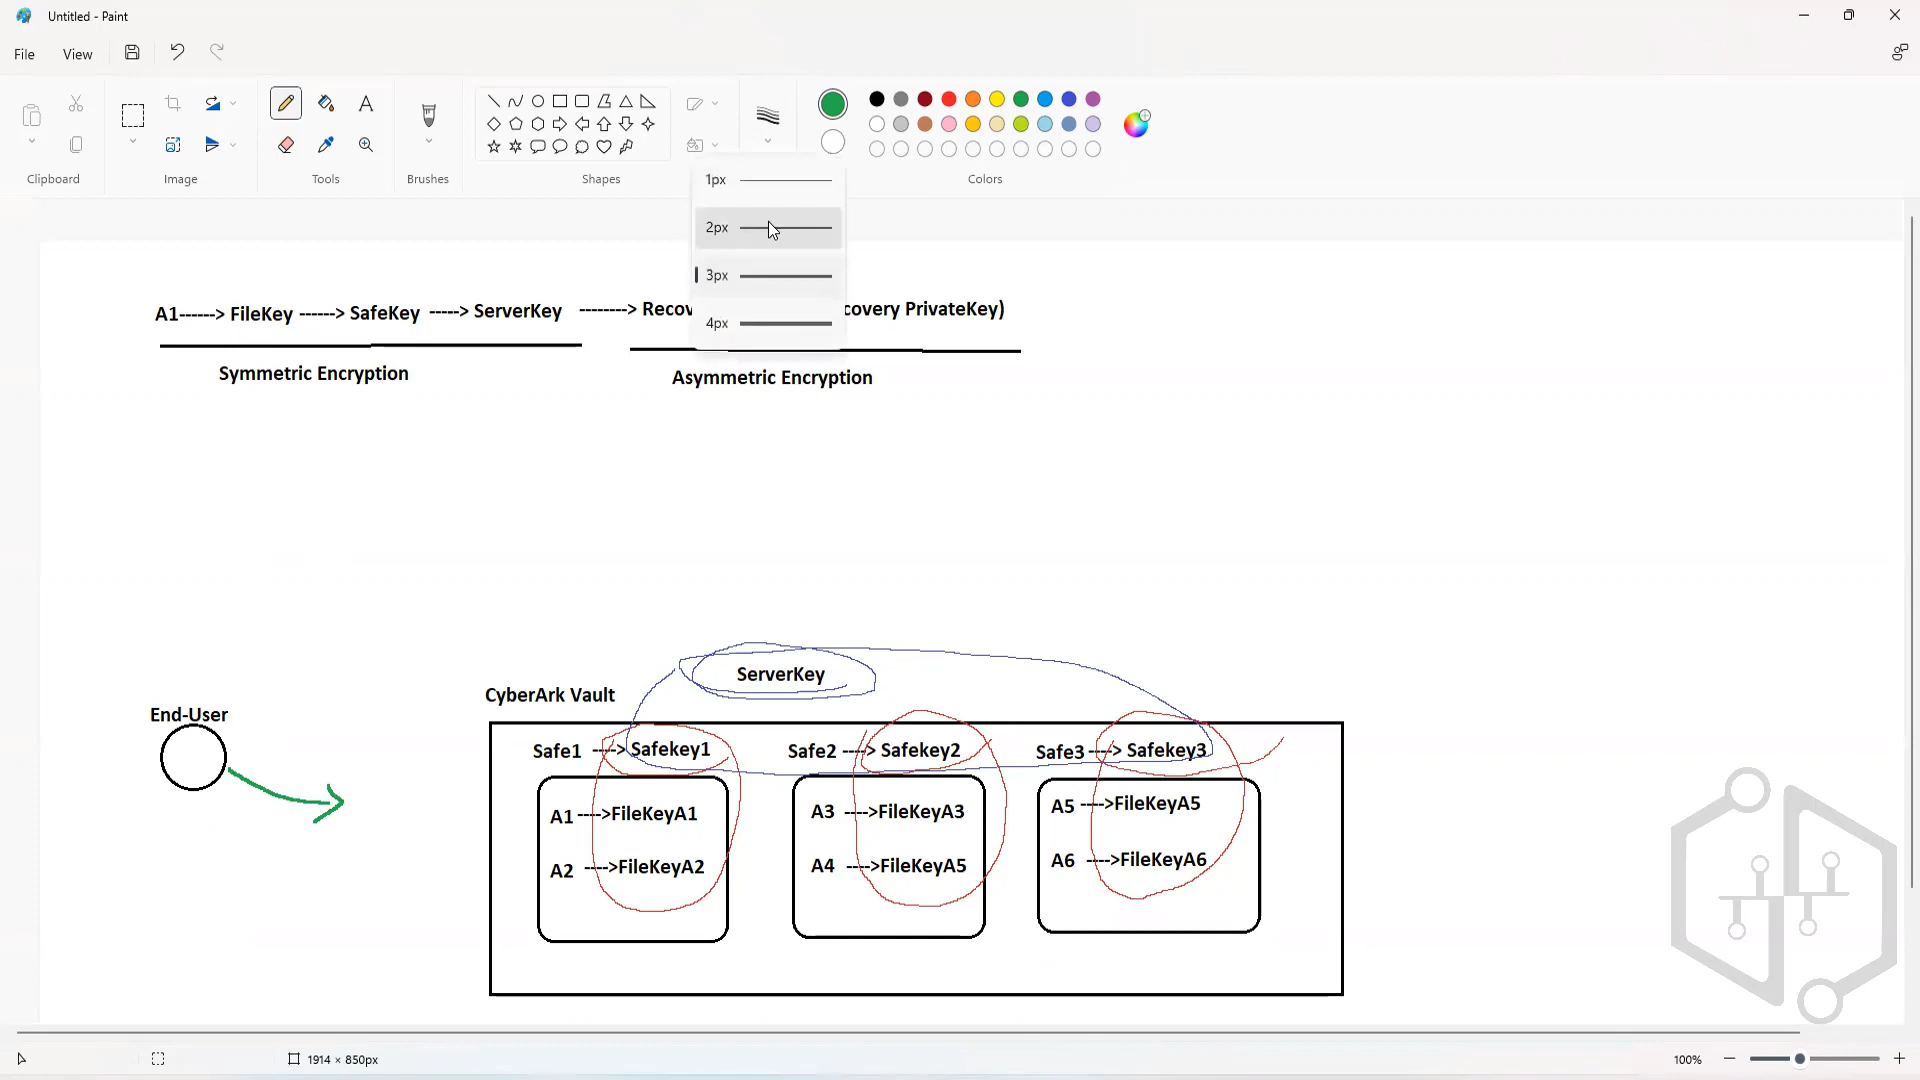 Untitled - Paint
File View
Clipboard Image Tools Brushes Shapes Colors
1px
2px
3px
4px
A1------> FileKey ------> SafeKey -----> ServerKey --------> Recov covery PrivateKey)
Symmetric Encryption Asymmetric Encryption
ServerKey
CyberArk Vault
End-User
Safe1 ----> Safekey1 Safe2 ----> Safekey2 Safe3 ----> Safekey3
A1 ---->FileKeyA1 A3 ---->FileKeyA3 A5 ---->FileKeyA5
A2 ---->FileKeyA2 A4 ---->FileKeyA5 A6 ---->FileKeyA6
1914 × 850px 100%